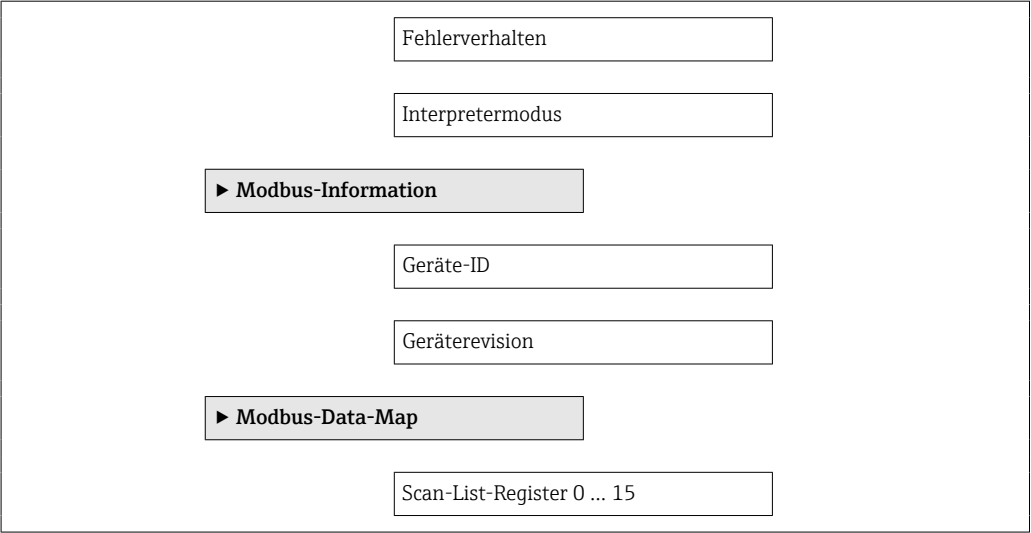 Fehlerverhalten
Interpretermodus
▶ Modbus-Information
Geräte-ID
Geräterevision
▶ Modbus-Data-Map
Scan-List-Register 0 … 15